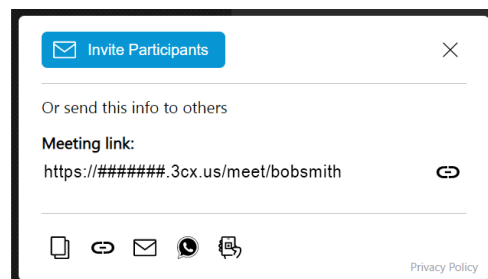 Invite Participants
Or send this info to others
Meeting link:
https://#######.3cx.us/meet/bobsmith
Privacy Policy